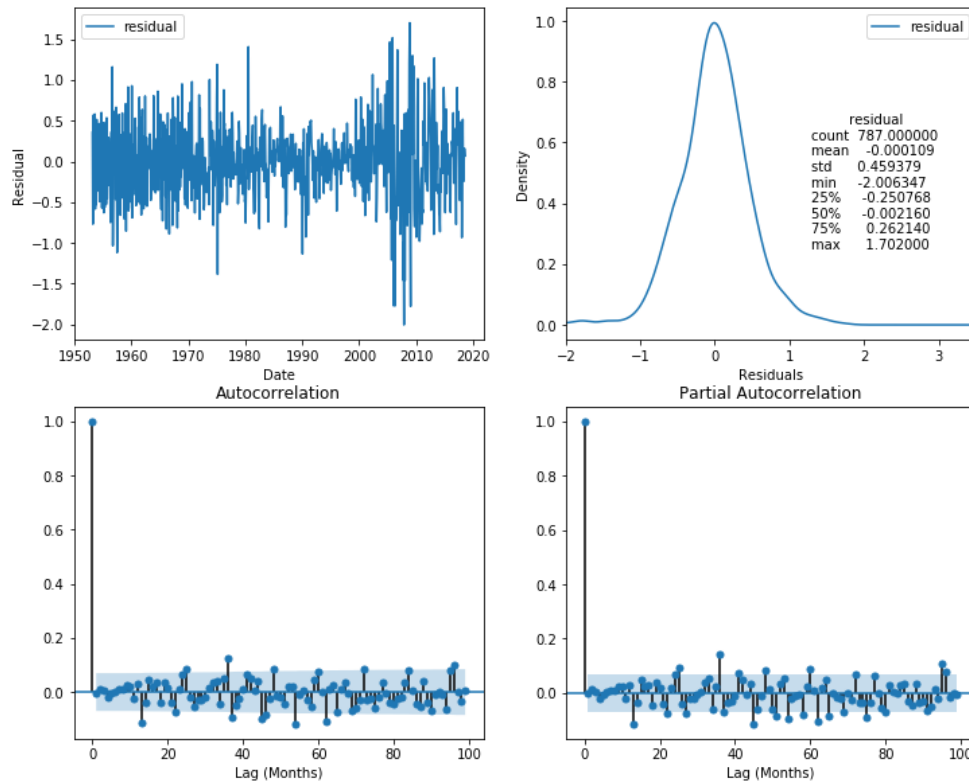 residual
1.5
1.0
0.5
0.0
-0.5
-1.0
-1.5
-2.0
Residual
1950 1960 1970 1980 1990 2000 2010 2020
Date
residual
1.0
0.8
0.6
0.4
0.2
0.0
Density
residual
count 787.000000
mean -0.000109
std 0.459379
min -2.006347
25% -0.250768
50% -0.002160
75% 0.262140
max 1.702000
−2 −1 0 1 2 3
Residuals
Autocorrelation
1.0
0.8
0.6
0.4
0.2
0.0
0 20 40 60 80 100
Lag (Months)
Partial Autocorrelation
1.0
0.8
0.6
0.4
0.2
0.0
0 20 40 60 80 100
Lag (Months)